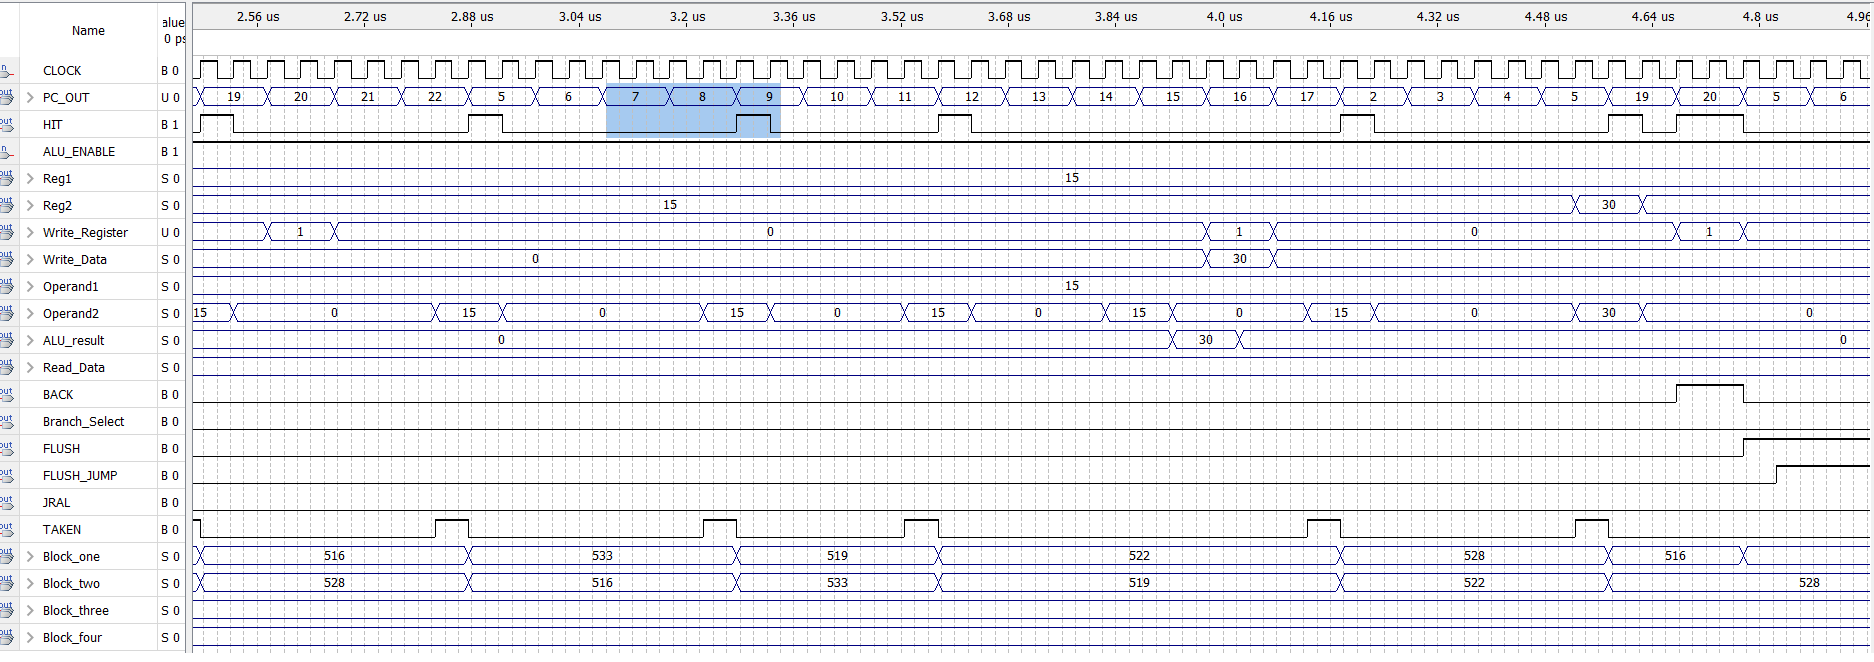 Name
value
0 ps
2.56 us 2.72 us 2.88 us 3.04 us 3.2 us 3.36 us 3.52 us 3.68 us 3.84 us 4.0 us 4.16 us 4.32 us 4.48 us 4.64 us 4.8 us 4.96
CLOCK B 0
PC_OUT U 0 19 20 21 22 5 6 7 8 9 10 11 12 13 14 15 16 17 2 3 4 5 19 20 5 6
HIT B 1
ALU_ENABLE B 1
Reg1 S 0 15
Reg2 S 0 15 30
Write_Register U 0 1 0 1 0 1
Write_Data S 0 0 30
Operand1 S 0 15
Operand2 S 0 15 0 15 0 15 0 15 0 15 0 15 0 30 0
ALU_result S 0 0 30 0
Read_Data S 0
BACK B 0
Branch_Select B 0
FLUSH B 0
FLUSH_JUMP B 0
JRAL B 0
TAKEN B 0
Block_one S 0 516 533 519 522 528 516
Block_two S 0 528 516 533 519 522 528
Block_three S 0
Block_four S 0